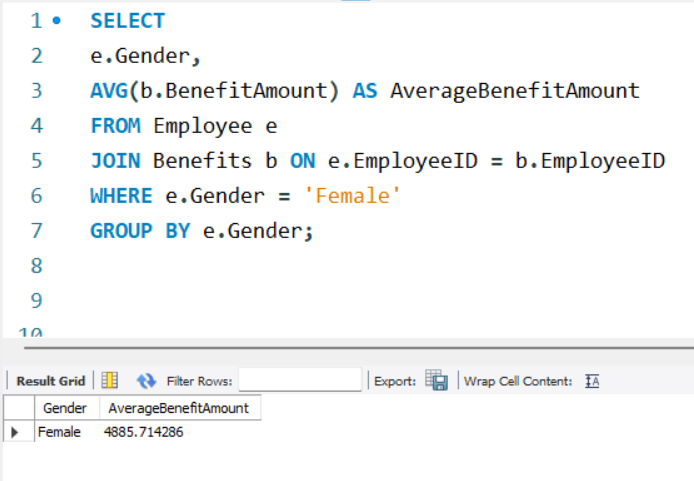 1 SELECT
2 e.Gender,
3 AVG(b.BenefitAmount) AS AverageBenefitAmount
4 FROM Employee e
5 JOIN Benefits b ON e.EmployeeID = b.EmployeeID
6 WHERE e.Gender = 'Female'
7 GROUP BY e.Gender;
8
9
10
Result Grid Filter Rows: Export: Wrap Cell Content: IA
Gender AverageBenefitAmount
Female 4885.714286